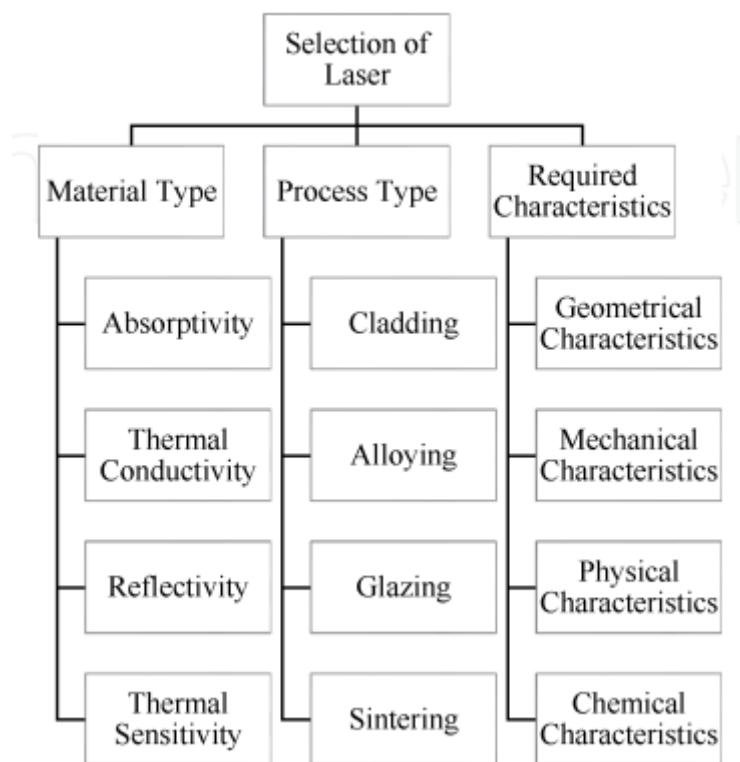 Selection of
Laser
Material Type
Process Type
Required
Characteristics
Absorptivity
Cladding
Geometrical
Characteristics
Thermal
Conductivity
Alloying
Mechanical
Characteristics
Reflectivity
Glazing
Physical
Characteristics
Thermal
Sensitivity
Sintering
Chemical
Characteristics